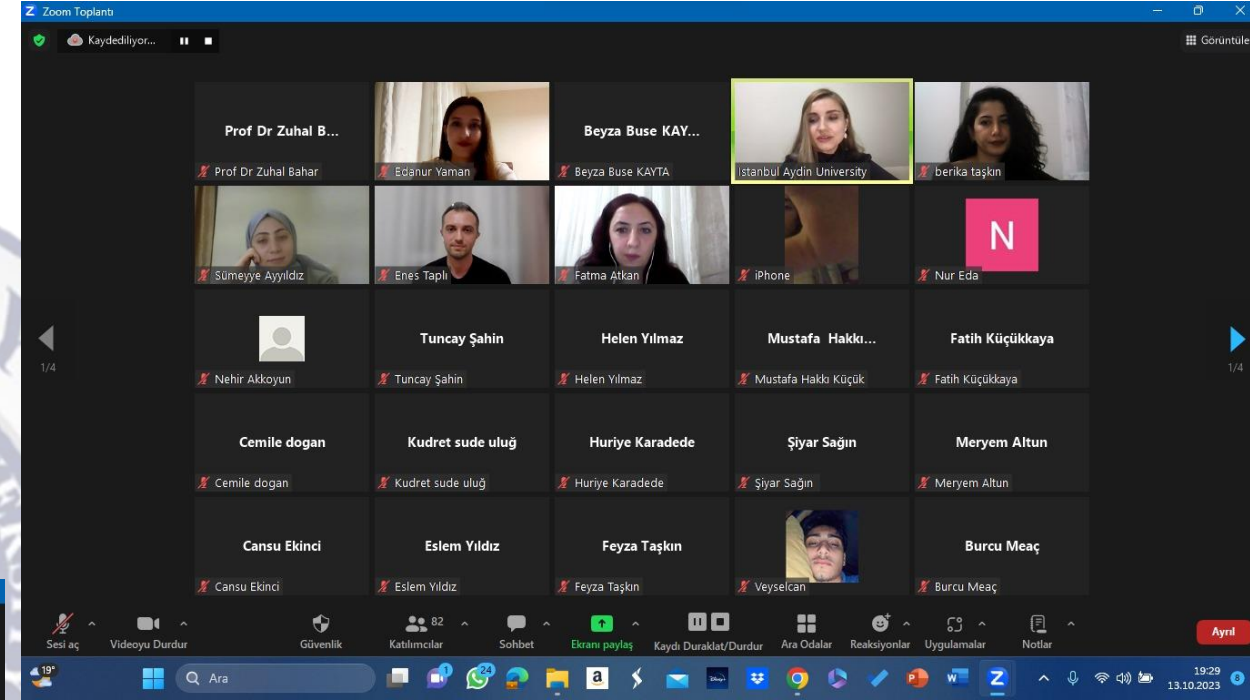 Zoom Toplantı
Kaydediliyor...
Görüntüle
Prof Dr Zuhal B...
Prof Dr Zuhal Bahar
Edanur Yaman
Beyza Buse KAY...
Beyza Buse KAYTA
Istanbul Aydin University
berika taşkın
Sümeyye Ayyıldız
Enes Taplı
Fatma Atkan
iPhone
N
Nur Eda
1/4
Nehir Akkoyun
Tuncay Şahin
Tuncay Şahin
Helen Yılmaz
Helen Yılmaz
Mustafa Hakkı...
Mustafa Hakkı Küçük
Fatih Küçükkaya
Fatih Küçükkaya
1/4
Cemile dogan
Cemile dogan
Kudret sude uluğ
Kudret sude uluğ
Huriye Karadede
Huriye Karadede
Şiyar Sağın
Şiyar Sağın
Meryem Altun
Meryem Altun
Cansu Ekinci
Cansu Ekinci
Eslem Yıldız
Eslem Yıldız
Feyza Taşkın
Feyza Taşkın
Veyselcan
Burcu Meaç
Burcu Meaç
Sesi aç
Videoyu Durdur
Güvenlik
82
Katılımcılar
Sohbet
Ekranı paylaş
Kaydı Duraklat/Durdur
Ara Odalar
Reaksiyonlar
Uygulamalar
Notlar
Ayrıl
19°
Ara
24
19:29
13.10.2023
8